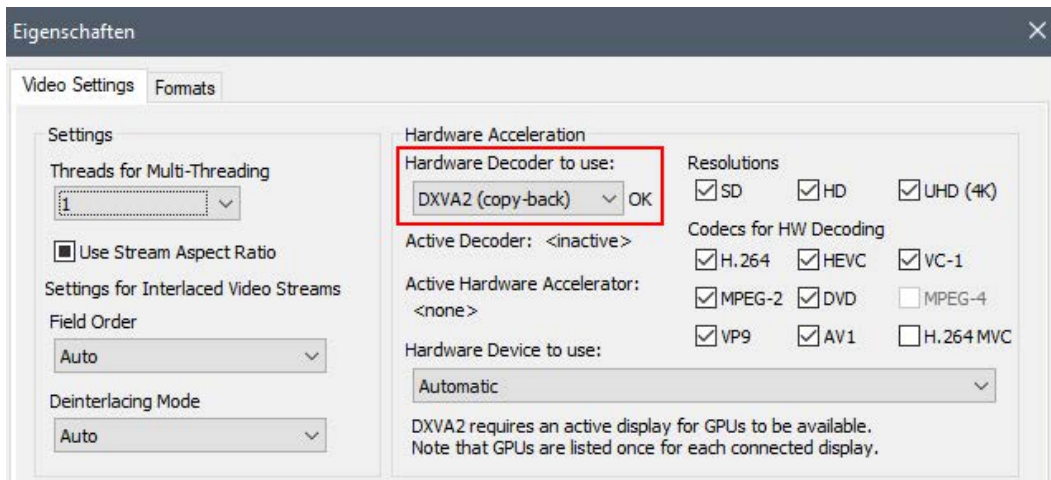 Eigenschaften
Video Settings
Formats
Settings
Threads for Multi-Threading
1
Use Stream Aspect Ratio
Settings for Interlaced Video Streams
Field Order
Auto
Deinterlacing Mode
Auto
Hardware Acceleration
Hardware Decoder to use:
DXVA2 (copy-back)
OK
Active Decoder: <inactive>
Active Hardware Accelerator:
<none>
Hardware Device to use:
Automatic
DXVA2 requires an active display for GPUs to be available.
Note that GPUs are listed once for each connected display.
Resolutions
SD HD UHD (4K)
Codecs for HW Decoding
H.264 HEVC VC-1
MPEG-2 DVD MPEG-4
VP9 AV1 H.264 MVC